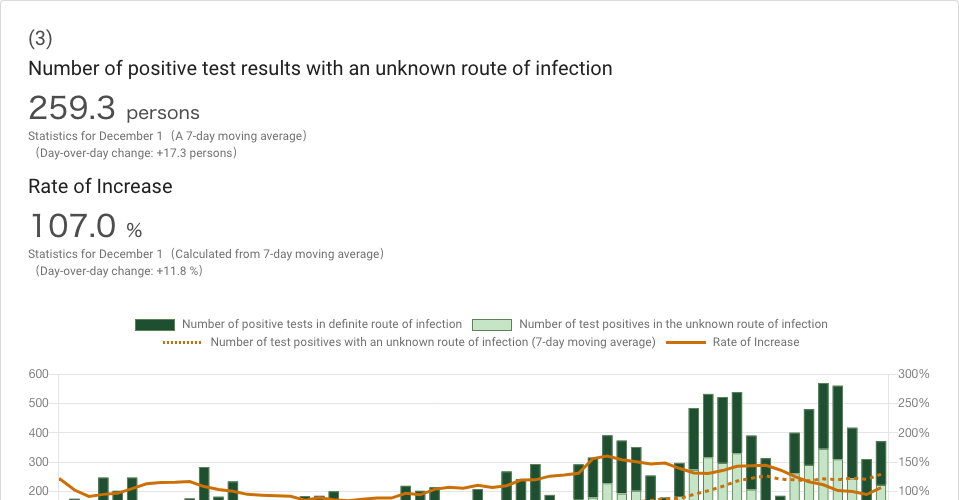 (3)
Number of positive test results with an unknown route of infection
259.3 persons
Statistics for December 1（A 7-day moving average）
（Day-over-day change: +17.3 persons）
Rate of Increase
107.0 %
Statistics for December 1（Calculated from 7-day moving average）
（Day-over-day change: +11.8 %）
Number of positive tests in definite route of infection Number of test positives in the unknown route of infection
Number of test positives with an unknown route of infection (7-day moving average) Rate of Increase
600 300%
500 250%
400 200%
300 150%
200 100%